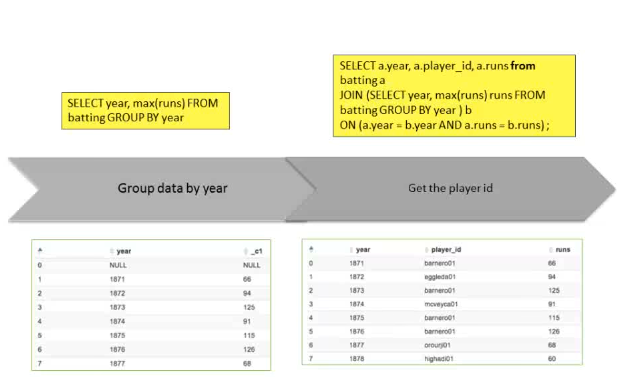 SELECT year, max(runs) FROM
batting GROUP BY year
SELECT a.year, a.player_id, a.runs from
batting a
JOIN (SELECT year, max(runs) runs FROM
batting GROUP BY year ) b
ON (a.year = b.year AND a.runs = b.runs) ;
Group data by year
Get the player id
year _c1
0 NULL NULL
1 1871 66
2 1872 94
3 1873 125
4 1874 91
5 1875 115
6 1876 126
7 1877 68
year player_id runs
0 1871 barnero01 66
1 1872 eggleda01 94
2 1873 barnero01 125
3 1874 mcveyca01 91
4 1875 barnero01 115
5 1876 barnero01 126
6 1877 orourji01 68
7 1878 highadi01 60